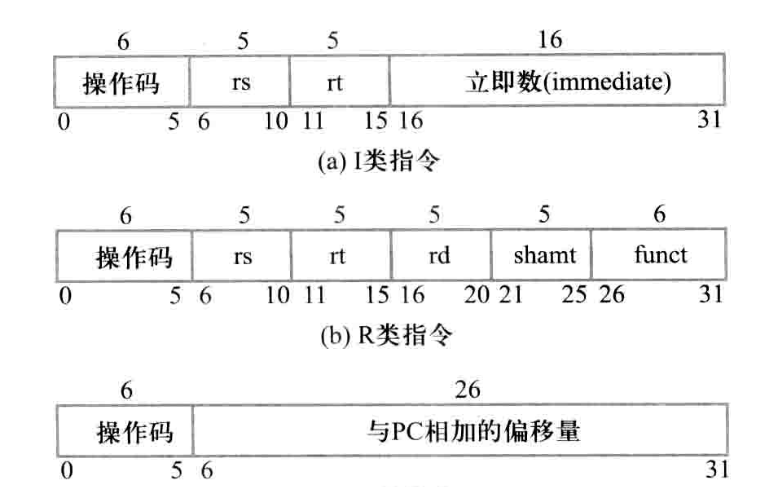 6 5 5 16
操作码 rs rt 立即数(immediate)
0 5 6 10 11 15 16 31
(a) I类指令
6 5 5 5 5 6
操作码 rs rt rd shamt funct
0 5 6 10 11 15 16 20 21 25 26 31
(b) R类指令
6 26
操作码 与PC相加的偏移量
0 5 6 31